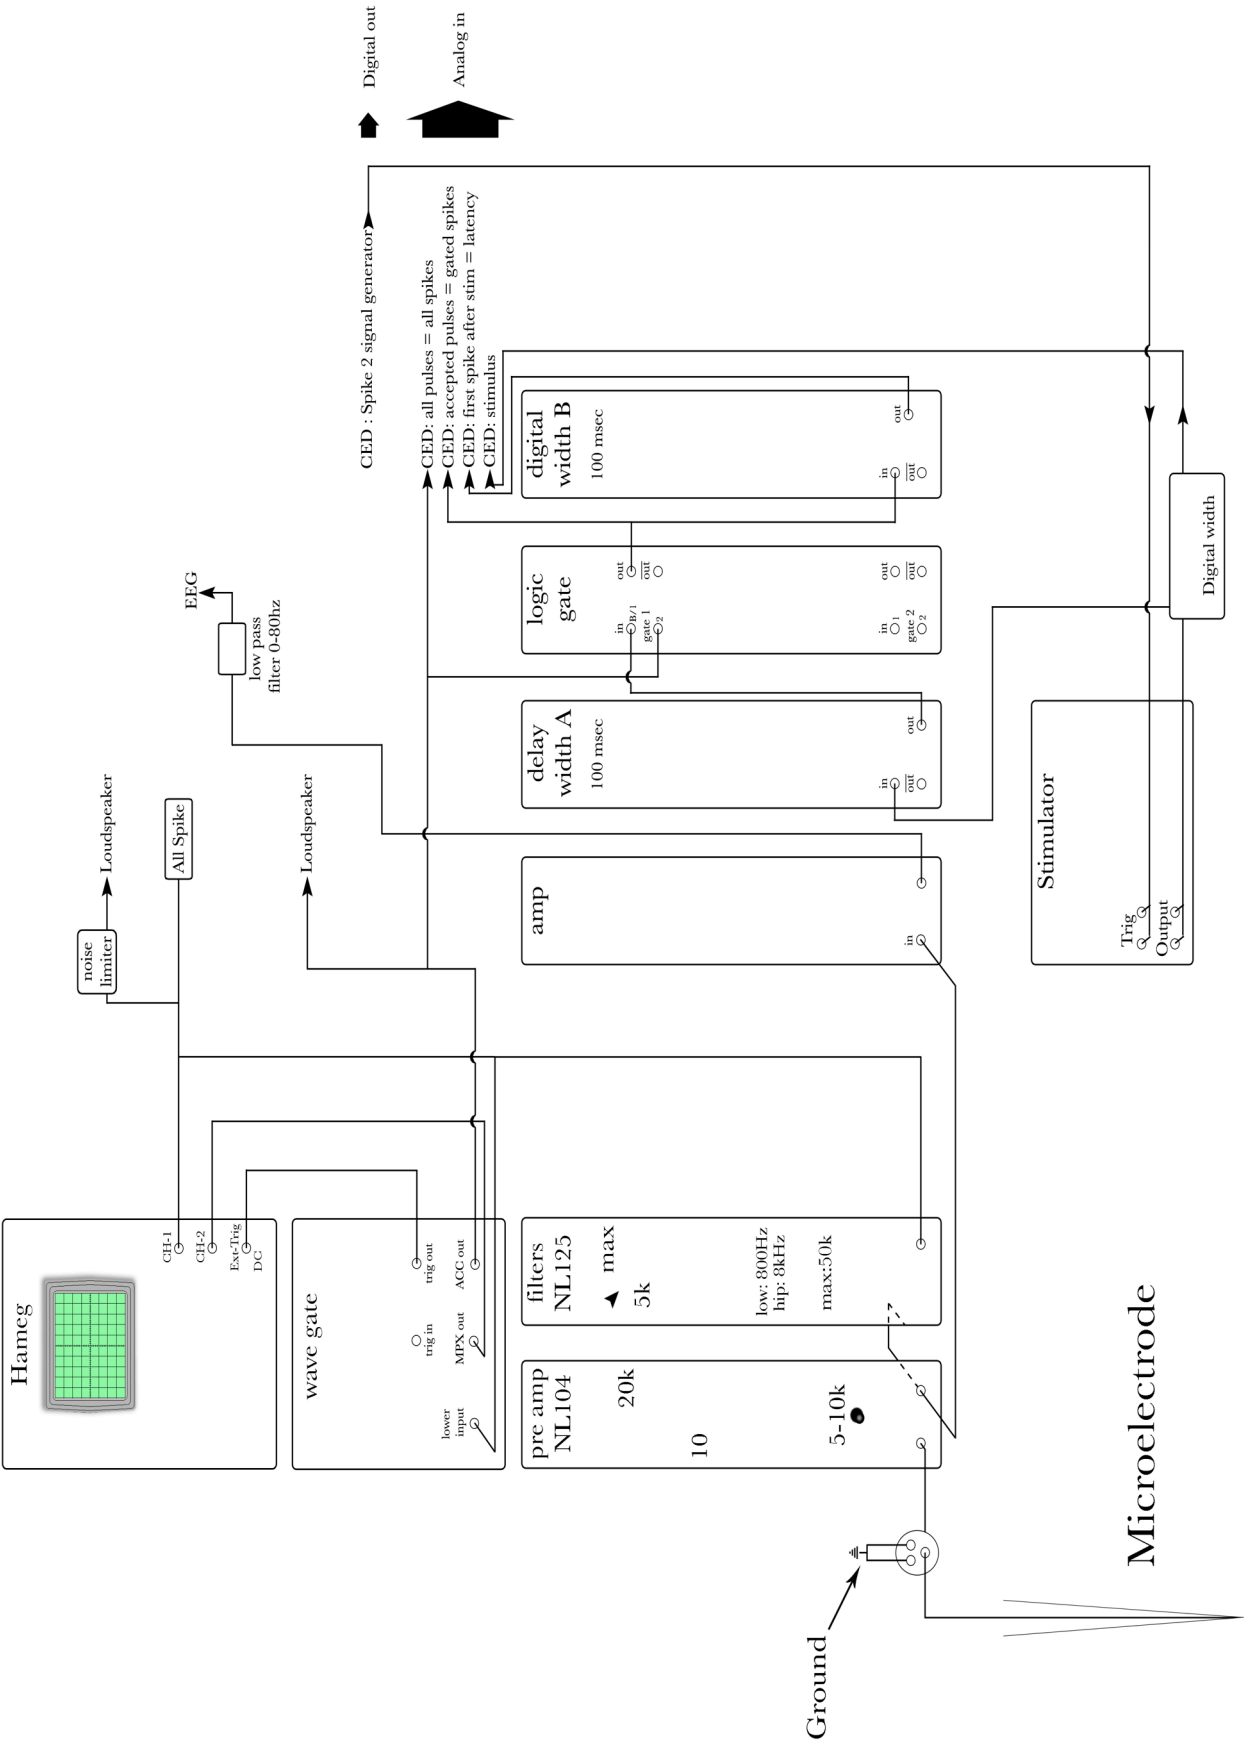 Hameg
CH-1
CH-2
Ext-Trig
DC
noise
limiter
Loudspeaker
All Spike
Loudspeaker
low pass
filter 0-80hz
EEG
wave gate
lower
input
trig in
MPX out
trig out
ACC out
CED : Spike 2 signal generator
Digital out
CED: all pulses = all spikes
CED: accepted pulses = gated spikes
CED: first spike after stim = latency
CED: stimulus
Analog in
pre amp
NL104
20k
10
5-10k
filters
NL125
max
5k
low: 800Hz
hip: 8kHz
max:50k
amp
in
delay
width A
100 msec
in
out
out
logic
gate
in
B/1
gate 1
2
out
out
in
1
gate 2
2
out
out
digital
width B
100 msec
in
out
out
Ground
Microelectrode
Stimulator
Trig
Output
Digital width